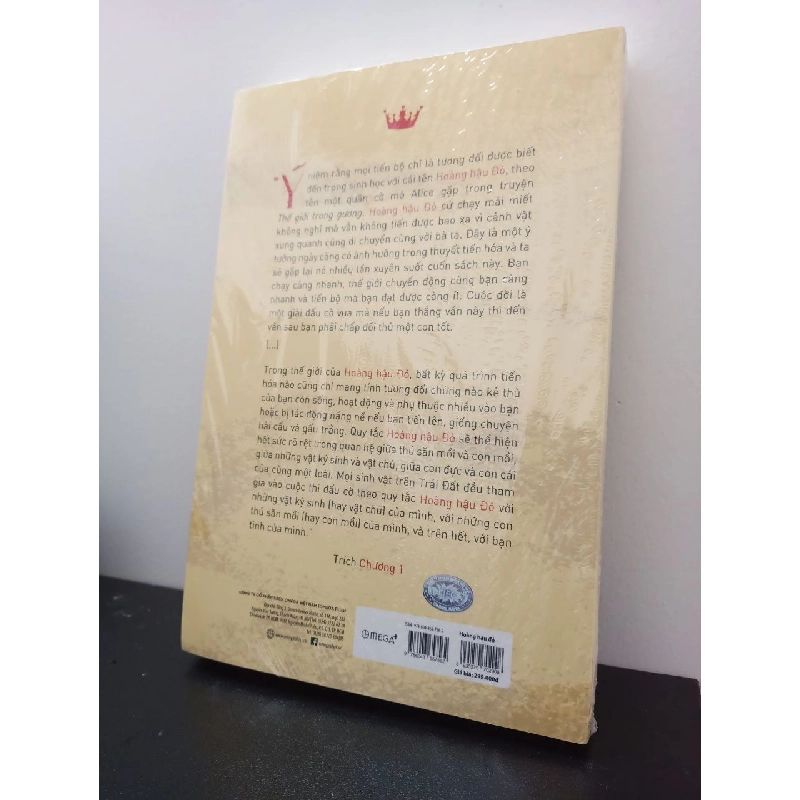 "Ý niệm rằng mọi tiến bộ chỉ là tương đối được biết
đến trong sinh học với cái tên Hoàng hậu Đỏ, theo
tên một quân cờ mà Alice gặp trong truyện
Thế giới trong gương. Hoàng hậu Đỏ cứ chạy mải miết
không nghỉ mà vẫn không tiến được bao xa vì cảnh vật
xung quanh cũng di chuyển cùng với bà ta. Đây là một ý
tưởng ngày càng có ảnh hưởng trong thuyết tiến hóa và ta
sẽ gặp lại nó nhiều lần xuyên suốt cuốn sách này. Bạn
chạy càng nhanh, thế giới chuyển động cùng bạn càng
nhanh và tiến bộ mà bạn đạt được càng ít. Cuộc đời là
một giải đấu cờ vua mà nếu bạn thắng ván này thì đến
ván sau bạn phải chấp đối thủ một con tốt.
[...]
Trong thế giới của Hoàng hậu Đỏ, bất kỳ quá trình tiến
hóa nào cũng chỉ mang tính tương đối chừng nào kẻ thù
của bạn còn sống, hoạt động và phụ thuộc nhiều vào bạn
hoặc bị tác động nặng nề nếu bạn tiến lên, giống chuyện
hải cẩu và gấu trắng. Quy tắc Hoàng hậu Đỏ sẽ thể hiện
hết sức rõ rệt trong quan hệ giữa thú săn mồi và con mồi,
giữa những vật ký sinh và vật chủ, giữa con đực và con cái
của cùng một loài. Mọi sinh vật trên Trái Đất đều tham
gia vào cuộc thi đấu cờ theo quy tắc Hoàng hậu Đỏ với
những vật ký sinh (hay vật chủ) của mình, với những con
thú săn mồi (hay con mồi) của mình, và trên hết, với bạn
tình của mình."
Trích Chương 1
OMEGA+
Hoàng hậu đỏ